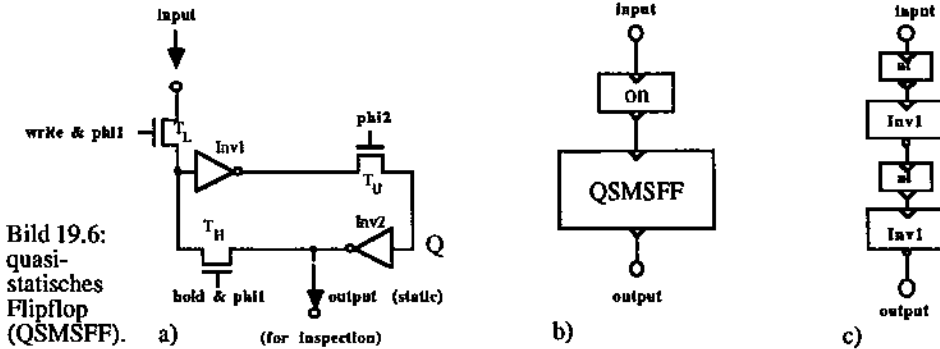 input
write & phi1
T_L
Inv1
phi2
T_U
T_H
Inv2
Q
hold & phi1
output (static)
(for inspection)
Bild 19.6:
quasi-
statisches
Flipflop
(QSMSFF).
a)
input
on
QSMSFF
output
b)
input
Inv1
Inv1
output
c)